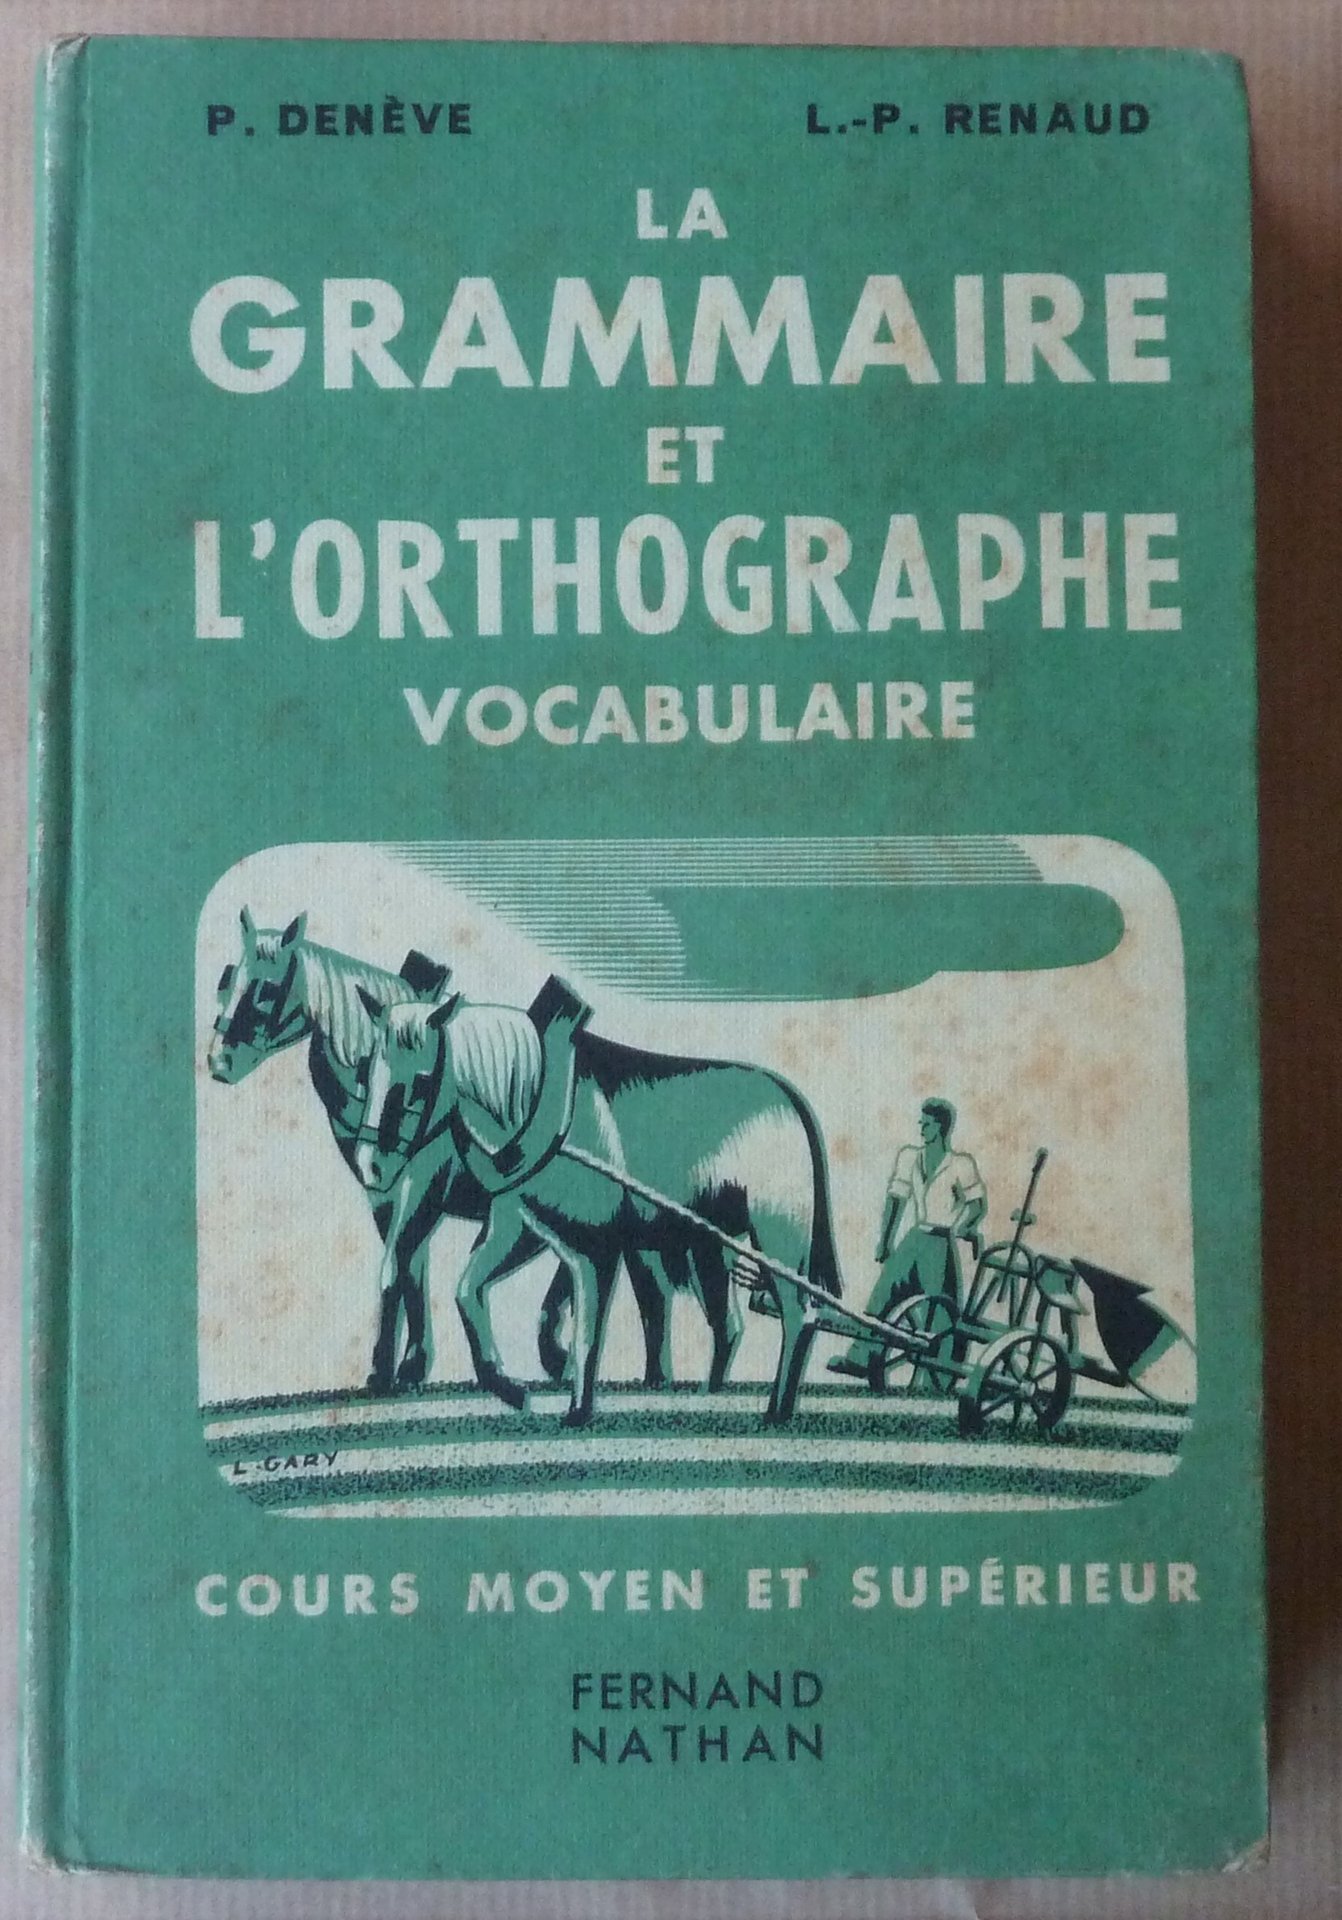 P. DENÈVE
L.-P. RENAUD
LA
GRAMMAIRE
ET
L'ORTHOGRAPHE
VOCABULAIRE
L. GARY
COURS MOYEN ET SUPÉRIEUR
FERNAND
NATHAN